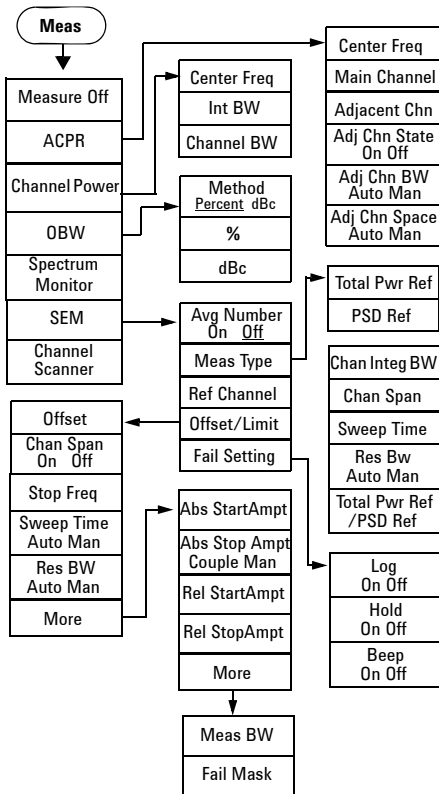 Meas
Measure Off
ACPR
Channel Power
OBW
Spectrum
Monitor
SEM
Channel
Scanner
Center Freq
Int BW
Channel BW
Center Freq
Main Channel
Adjacent Chn
Adj Chn State
On Off
Adj Chn BW
Auto Man
Adj Chn Space
Auto Man
Method
Percent dBc
%
dBc
Avg Number
On Off
Meas Type
Ref Channel
Offset/Limit
Fail Setting
Total Pwr Ref
PSD Ref
Chan Integ BW
Chan Span
Sweep Time
Res Bw
Auto Man
Total Pwr Ref
/PSD Ref
Offset
Chan Span
On Off
Stop Freq
Sweep Time
Auto Man
Res BW
Auto Man
More
Abs StartAmpt
Abs Stop Ampt
Couple Man
Rel StartAmpt
Rel StopAmpt
More
Log
On Off
Hold
On Off
Beep
On Off
Meas BW
Fail Mask